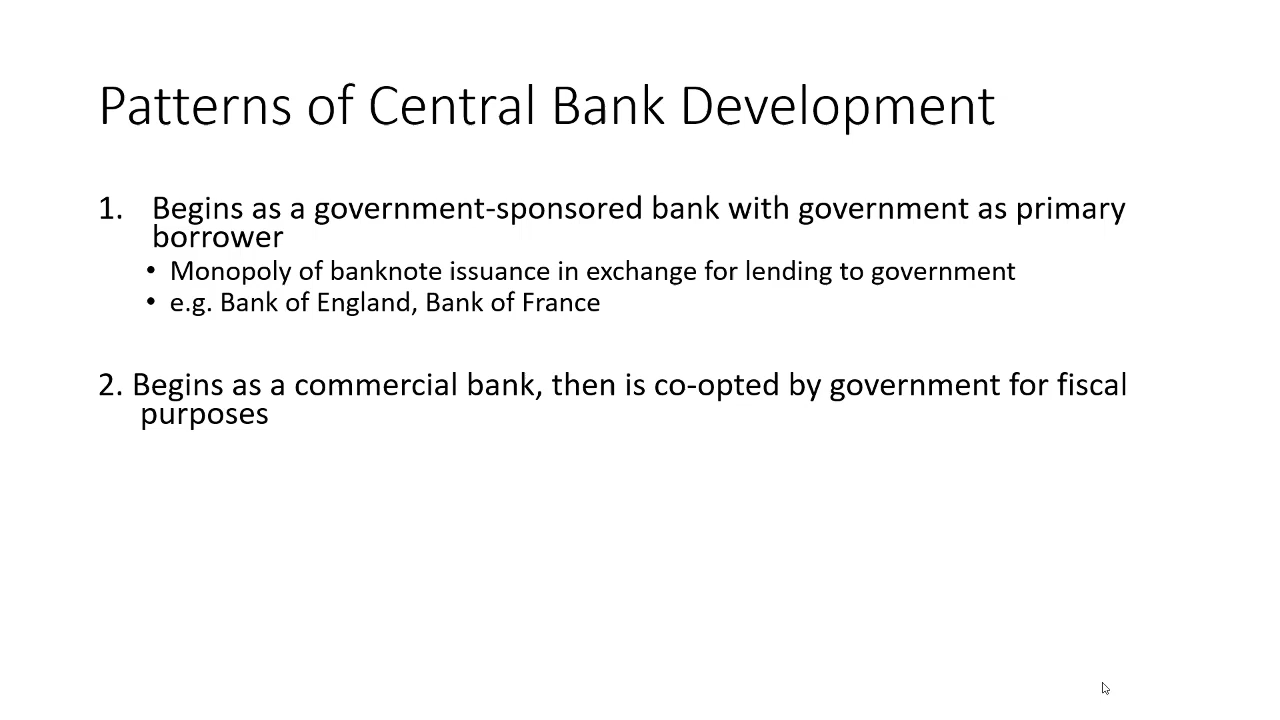 Patterns of Central Bank Development
1. Begins as a government-sponsored bank with government as primary
borrower
• Monopoly of banknote issuance in exchange for lending to government
• e.g. Bank of England, Bank of France
2. Begins as a commercial bank, then is co-opted by government for fiscal
purposes